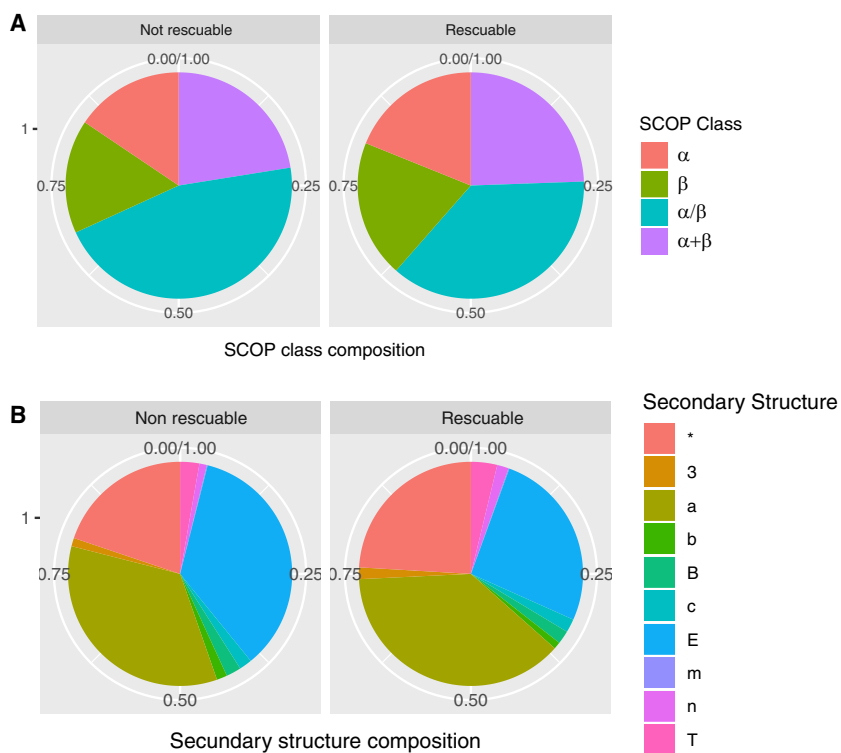 A
Not rescuable
Rescuable
0.00/1.00
0.00/1.00
1
0.75
0.25
0.75
0.25
0.50
0.50
SCOP class composition
SCOP Class
α
β
α/β
α+β
B
Non rescuable
Rescuable
0.00/1.00
0.00/1.00
1
0.75
0.25
0.75
0.25
0.50
0.50
Secundary structure composition
Secondary Structure
*
3
a
b
B
c
E
m
n
T